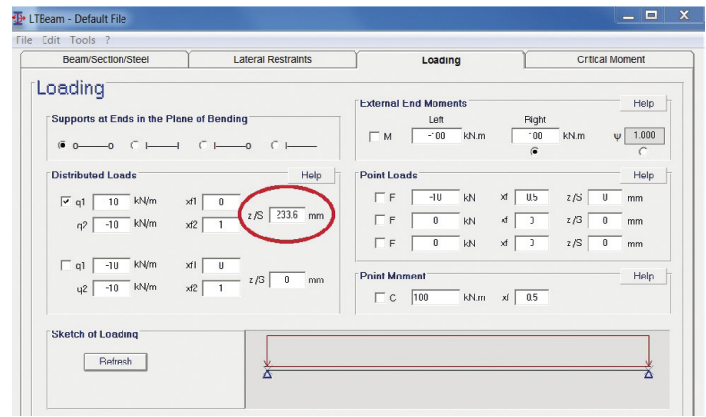 LTBeam - Default File
File Edit Tools ?
Beam/Section/Steel Lateral Restraints Loading Critical Moment
Loading
Supports at Ends in the Plane of Bending
External End Moments Help
Left Right
M -100 kN.m 100 kN.m ψ 1.000
Distributed Loads Help
q1 10 kN/m xf1 0
q2 -10 kN/m xf2 1
z/S 233.6 mm
q1 -10 kN/m xf1 0
q2 -10 kN/m xf2 1
z/S 0 mm
Point Loads Help
F -10 kN xf 0.5 z/S 0 mm
F 0 kN xf z/S 0 mm
F 0 kN xf z/S 0 mm
Point Moment Help
C 100 kN.m xf 0.5
Sketch of Loading
Refresh